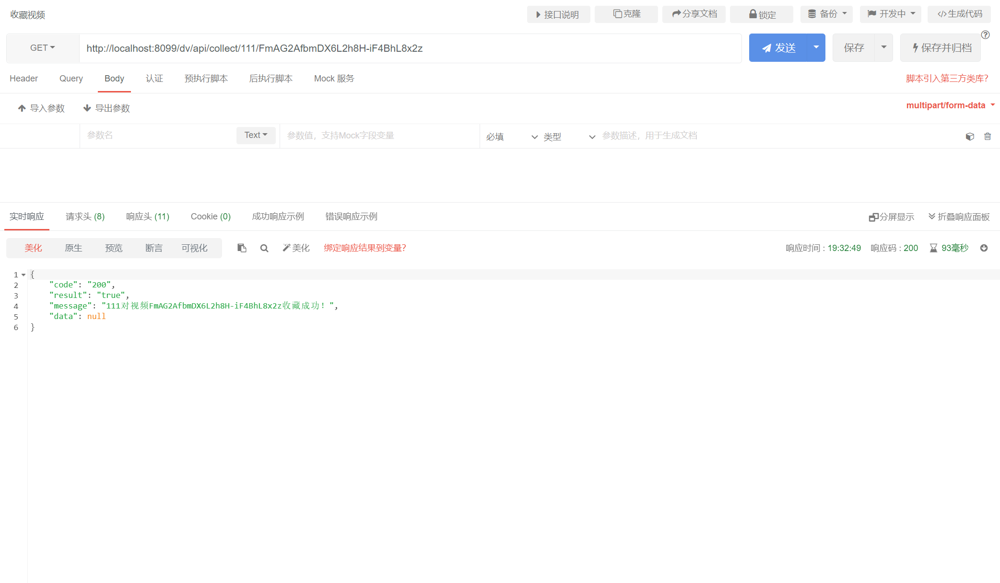 收藏视频
接口说明 克隆 分享文档 锁定 备份 开发中 生成代码
GET http://localhost:8099/dv/api/collect/111/FmAG2AfbmDX6L2h8H-iF4BhL8x2z 发送 保存 保存并归档
Header Query Body 认证 预执行脚本 后执行脚本 Mock 服务 脚本引入第三方类库?
导入参数 导出参数 multipart/form-data
参数名 Text 参数值，支持Mock字段变量 必填 类型 参数描述，用于生成文档
实时响应 请求头 (8) 响应头 (11) Cookie (0) 成功响应示例 错误响应示例 分屏显示 折叠响应面板
美化 原生 预览 断言 可视化 美化 绑定响应结果到变量? 响应时间 : 19:32:49 响应码 : 200 93毫秒
1 {
2 "code": "200",
3 "result": "true",
4 "message": "111对视频FmAG2AfbmDX6L2h8H-iF4BhL8x2z收藏成功！",
5 "data": null
6 }